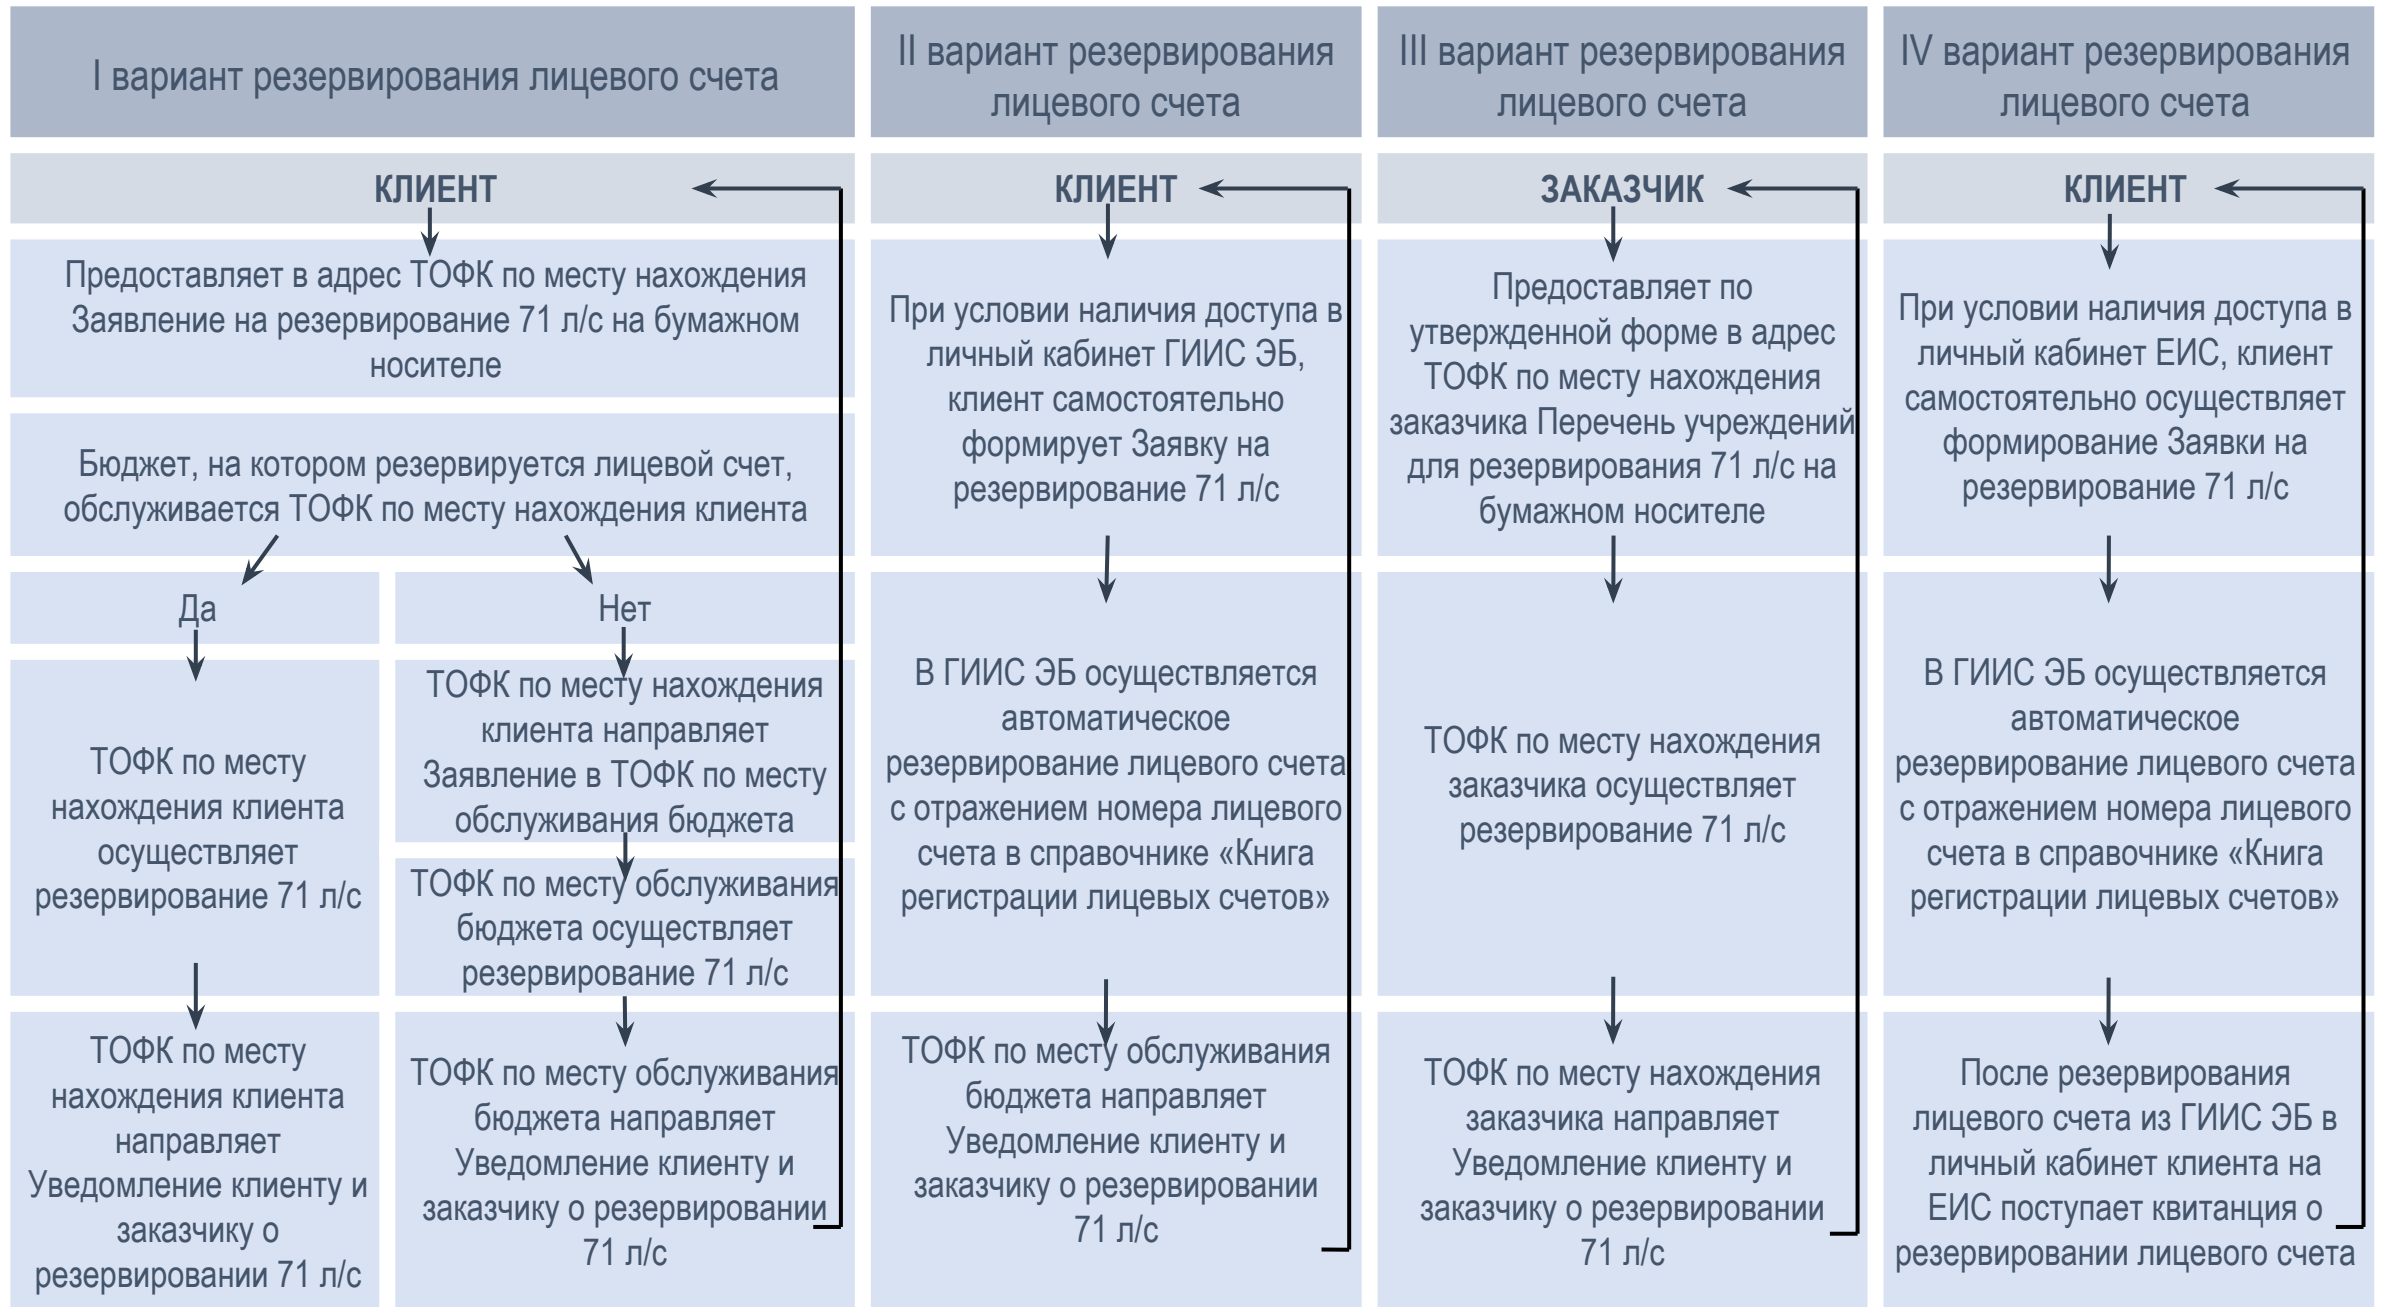 I вариант резервирования лицевого счета
КЛИЕНТ
Предоставляет в адрес ТОФК по месту нахождения
Заявление на резервирование 71 л/с на бумажном
носителе
Бюджет, на котором резервируется лицевой счет,
обслуживается ТОФК по месту нахождения клиента
Да
ТОФК по месту
нахождения клиента
осуществляет
резервирование 71 л/с
ТОФК по месту
нахождения клиента
направляет
Уведомление клиенту и
заказчику о
резервировании 71 л/с
Нет
ТОФК по месту нахождения
клиента направляет
Заявление в ТОФК по месту
обслуживания бюджета
ТОФК по месту обслуживания
бюджета осуществляет
резервирование 71 л/с
ТОФК по месту обслуживания
бюджета направляет
Уведомление клиенту и
заказчику о резервировании
71 л/с
II вариант резервирования
лицевого счета
КЛИЕНТ
При условии наличия доступа в
личный кабинет ГИИС ЭБ,
клиент самостоятельно
формирует Заявку на
резервирование 71 л/с
В ГИИС ЭБ осуществляется
автоматическое
резервирование лицевого счета
с отражением номера лицевого
счета в справочнике «Книга
регистрации лицевых счетов»
ТОФК по месту обслуживания
бюджета направляет
Уведомление клиенту и
заказчику о резервировании
71 л/с
III вариант резервирования
лицевого счета
ЗАКАЗЧИК
Предоставляет по
утвержденной форме в адрес
ТОФК по месту нахождения
заказчика Перечень учреждений
для резервирования 71 л/с на
бумажном носителе
ТОФК по месту нахождения
заказчика осуществляет
резервирование 71 л/с
ТОФК по месту нахождения
заказчика направляет
Уведомление клиенту и
заказчику о резервировании
71 л/с
IV вариант резервирования
лицевого счета
КЛИЕНТ
При условии наличия доступа в
личный кабинет ЕИС, клиент
самостоятельно осуществляет
формирование Заявки на
резервирование 71 л/с
В ГИИС ЭБ осуществляется
автоматическое
резервирование лицевого счета
с отражением номера лицевого
счета в справочнике «Книга
регистрации лицевых счетов»
После резервирования
лицевого счета из ГИИС ЭБ в
личный кабинет клиента на
ЕИС поступает квитанция о
резервировании лицевого счета